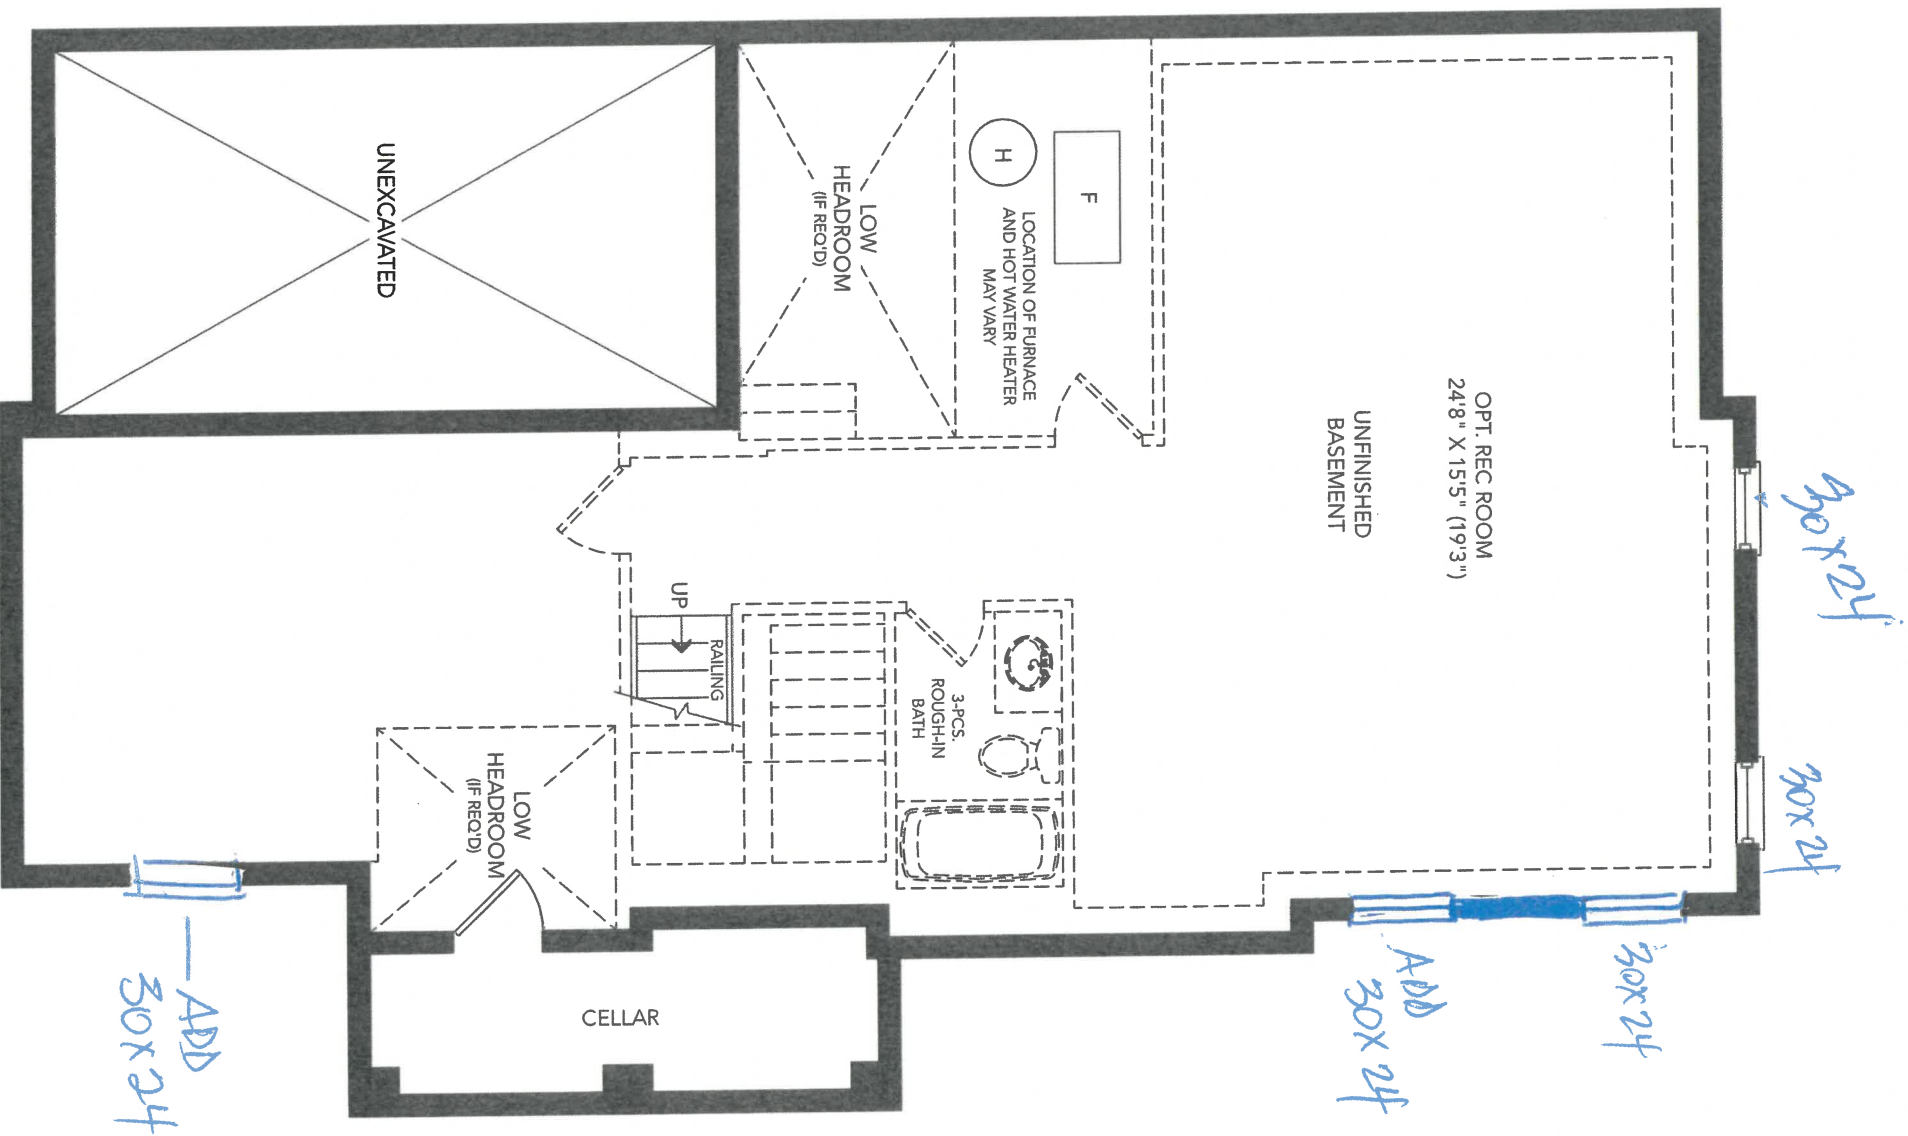 UNEXCAVATED
LOW
HEADROOM
(IF REQ'D)
H
F
LOCATION OF FURNACE
AND HOT WATER HEATER
MAY VARY
OPT. REC ROOM
24'8" X 15'5" (19'3")
UNFINISHED
BASEMENT
30x24
30x24
UP
RAILING
3-PCS.
ROUGH-IN
BATH
LOW
HEADROOM
(IF REQ'D)
CELLAR
ADD
30x24
ADD
30x24
30x24